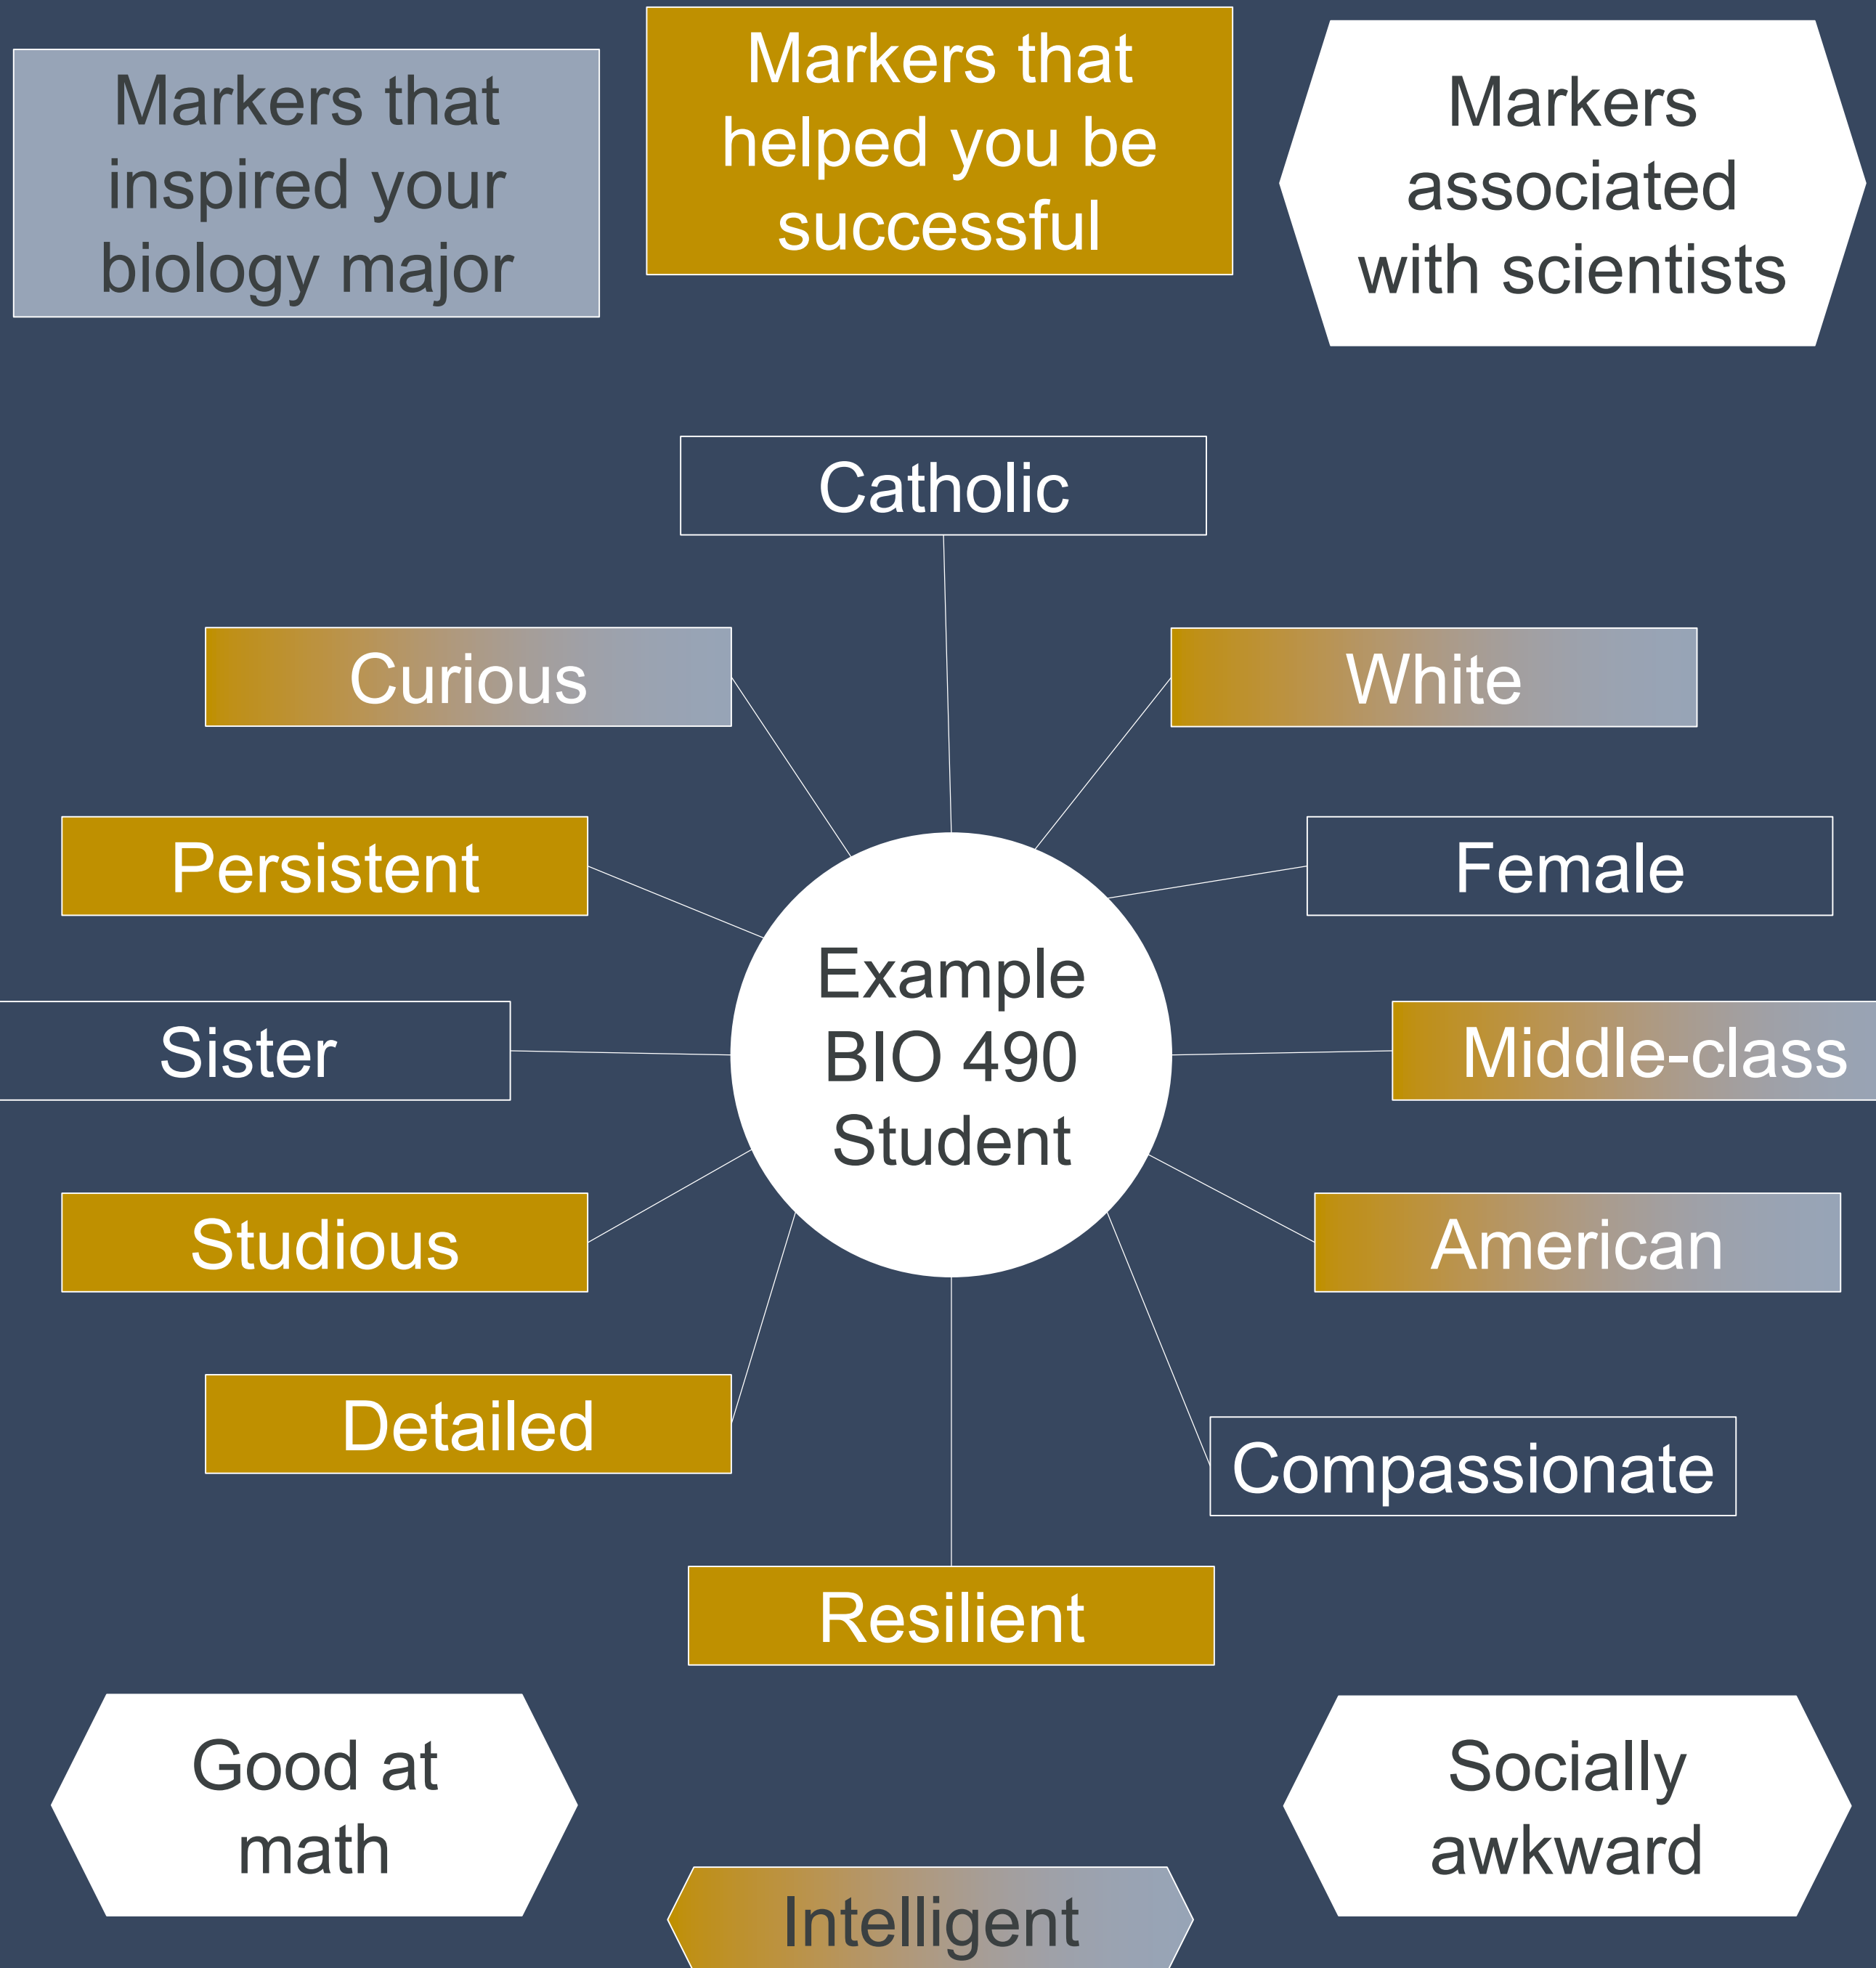 Markers that
inspired your
biology major
Markers that
helped you be
successful
Markers
associated
with scientists
Catholic
Curious
White
Persistent
Female
Example
BIO 490
Student
Sister
Middle-class
Studious
American
Detailed
Compassionate
Resilient
Good at
math
Socially
awkward
Intelligent